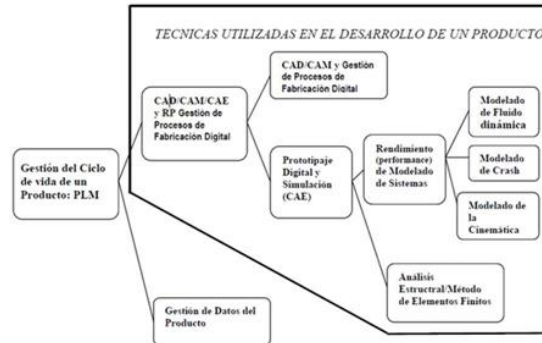 TECNICAS UTILIZADAS EN EL DESARROLLO DE UN PRODUCTO
CAD/CAM y Gestión
de Procesos de
Fabricación Digital
CAD/CAM/CAE
y RP Gestión de
Procesos de
Fabricación Digital
Gestión del Ciclo
de vida de un
Producto: PLM
Prototipaje
Digital y
Simulación
(CAE)
Rendimiento
(performance)
de Modelado de
Sistemas
Modelado
de Fluido
dinámica
Modelado
de Crash
Modelado de
la
Cinemática
Análisis
Estructral/Método
de Elementos Finitos
Gestión de Datos del
Producto